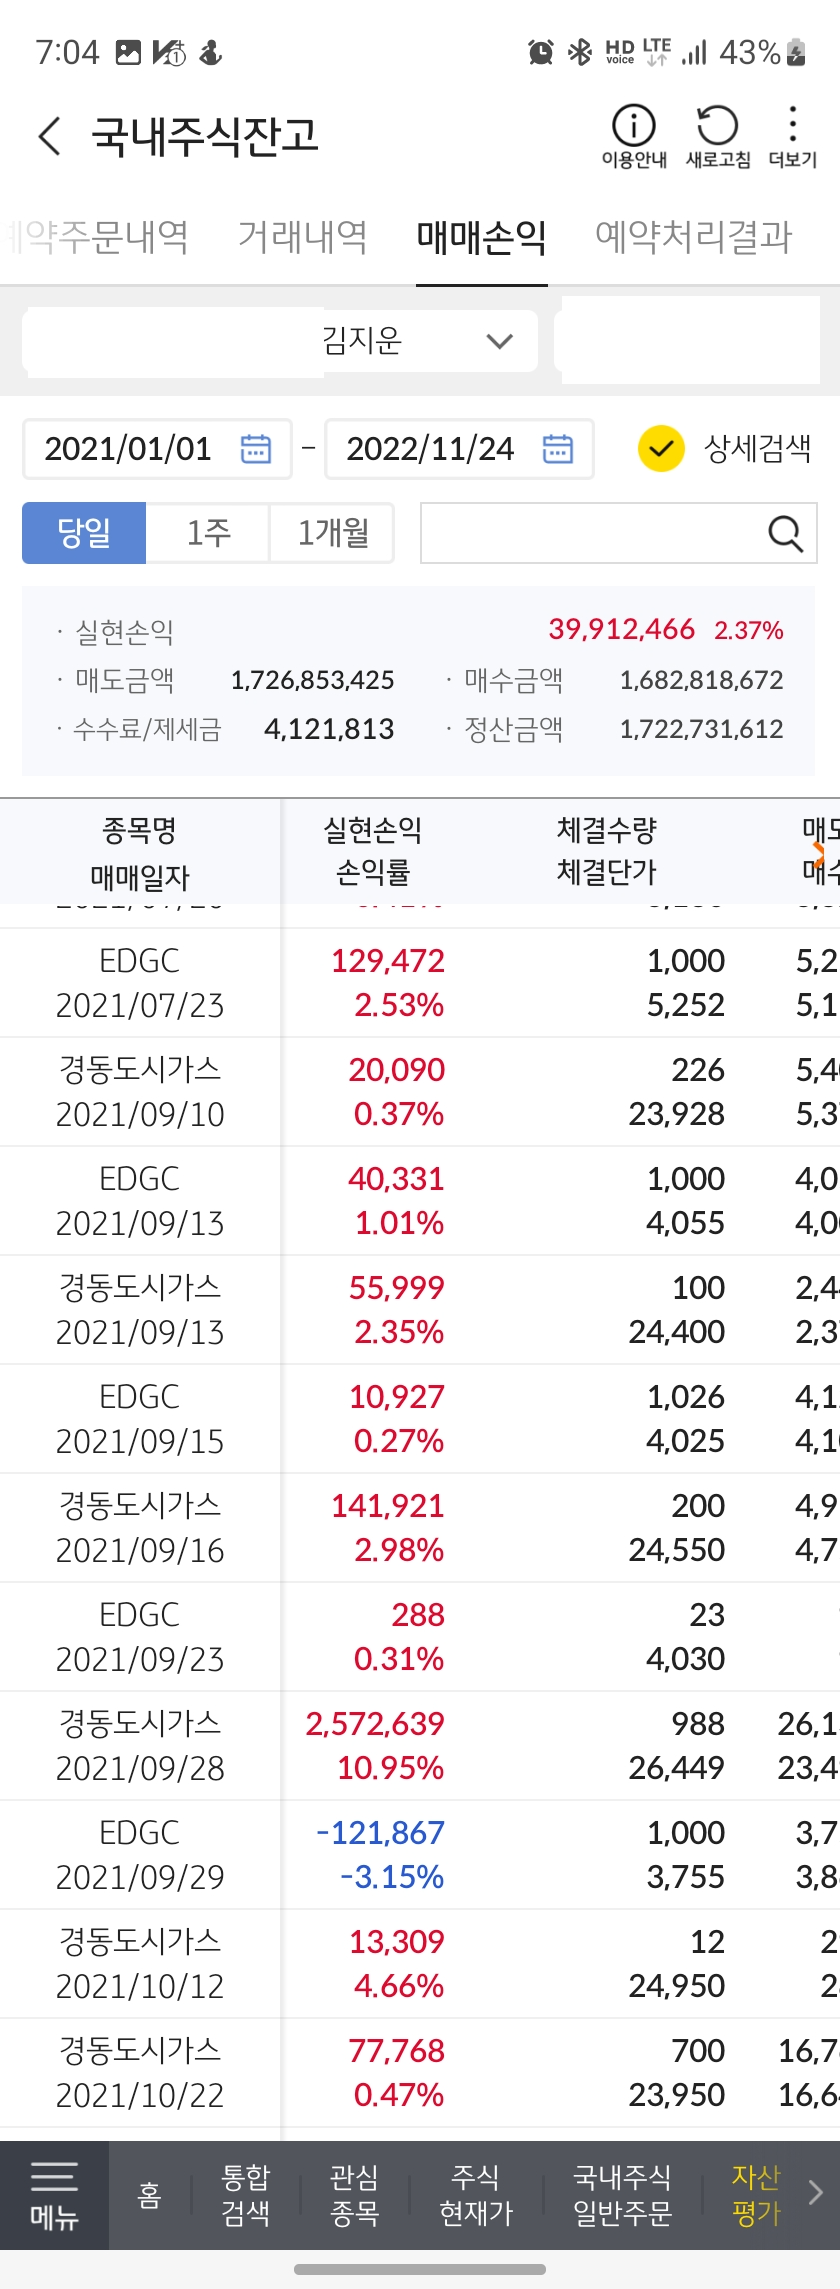 7:04 HD voice LTE 43%
국내주식잔고
이용안내 새로고침 더보기
예약주문내역 거래내역 매매손익 예약처리결과
김지운
2021/01/01 - 2022/11/24 상세검색
당일 1주 1개월
· 실현손익 39,912,466 2.37%
· 매도금액 1,726,853,425 · 매수금액 1,682,818,672
· 수수료/제세금 4,121,813 · 정산금액 1,722,731,612
종목명 실현손익 체결수량
매매일자 손익률 체결단가
EDGC 129,472 1,000 5,2
2021/07/23 2.53% 5,252 5,1
경동도시가스 20,090 226 5,4
2021/09/10 0.37% 23,928 5,3
EDGC 40,331 1,000 4,0
2021/09/13 1.01% 4,055 4,0
경동도시가스 55,999 100 2,4
2021/09/13 2.35% 24,400 2,3
EDGC 10,927 1,026 4,1
2021/09/15 0.27% 4,025 4,1
경동도시가스 141,921 200 4,9
2021/09/16 2.98% 24,550 4,7
EDGC 288 23
2021/09/23 0.31% 4,030
경동도시가스 2,572,639 988 26,1
2021/09/28 10.95% 26,449 23,4
EDGC -121,867 1,000 3,7
2021/09/29 -3.15% 3,755 3,8
경동도시가스 13,309 12 2
2021/10/12 4.66% 24,950 2
경동도시가스 77,768 700 16,7
2021/10/22 0.47% 23,950 16,6
메뉴 홈 통합 검색 관심 종목 주식 현재가 국내주식 일반주문 자산 평가